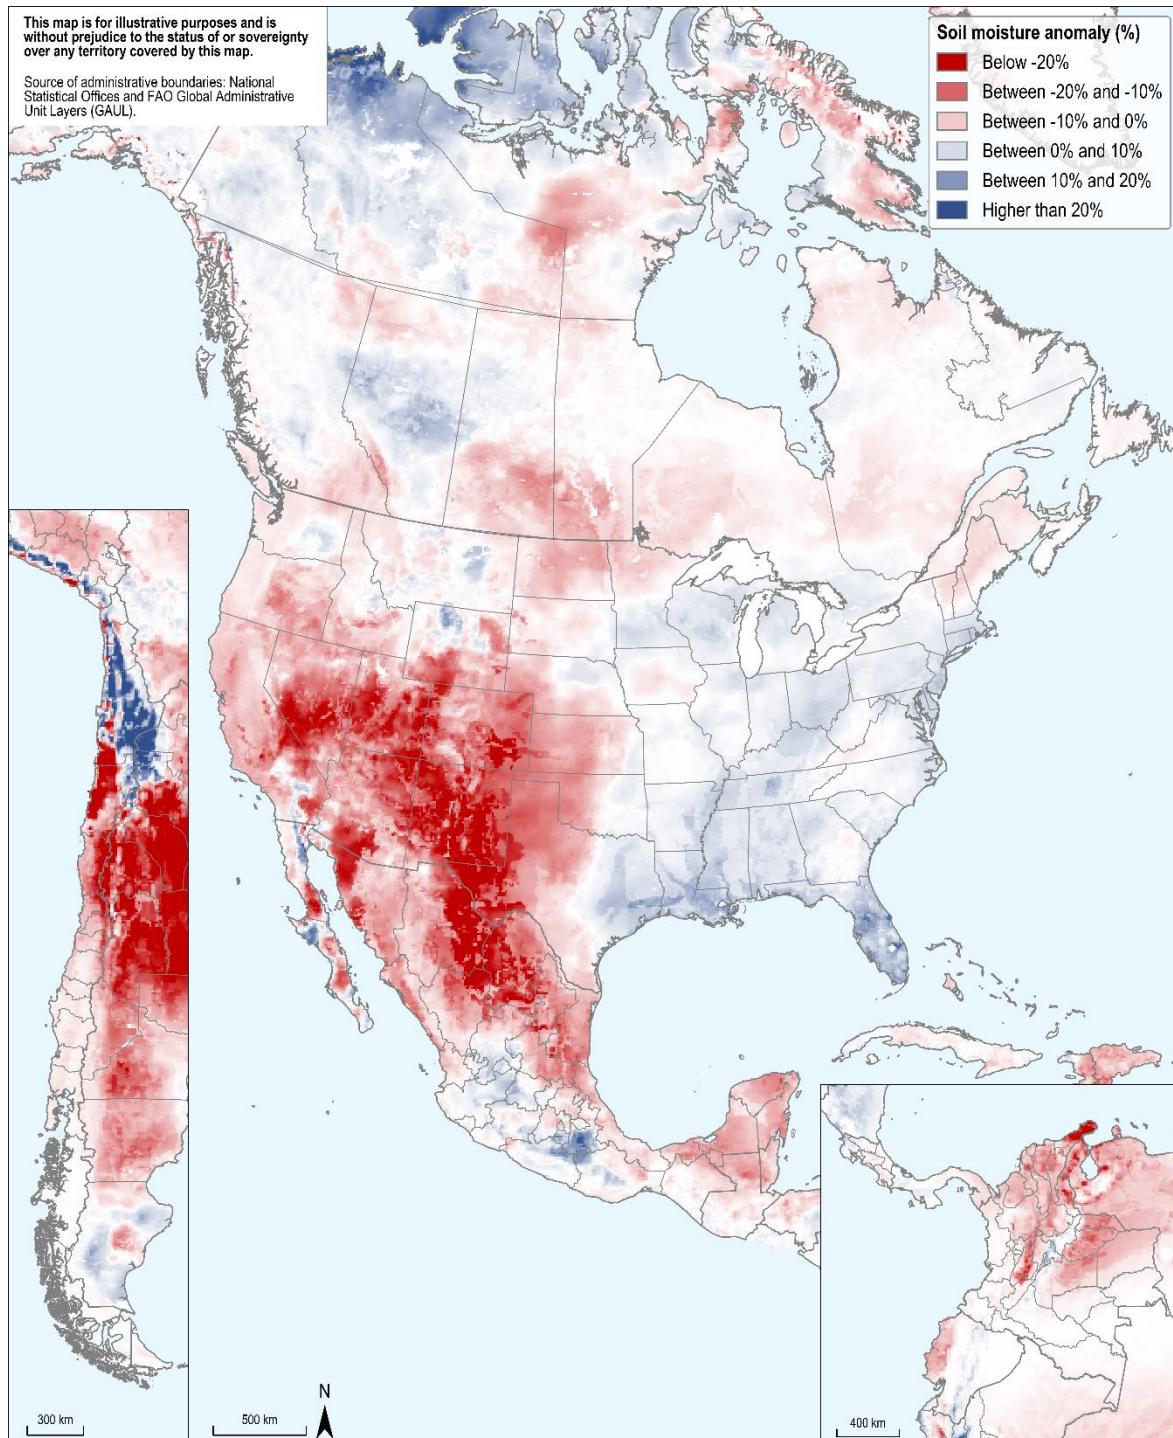 This map is for illustrative purposes and is
without prejudice to the status of or sovereignty
over any territory covered by this map.
Source of administrative boundaries: National
Statistical Offices and FAO Global Administrative
Unit Layers (GAUL).
Soil moisture anomaly (%)
Below -20%
Between -20% and -10%
Between -10% and 0%
Between 0% and 10%
Between 10% and 20%
Higher than 20%
300 km
500 km
N
400 km